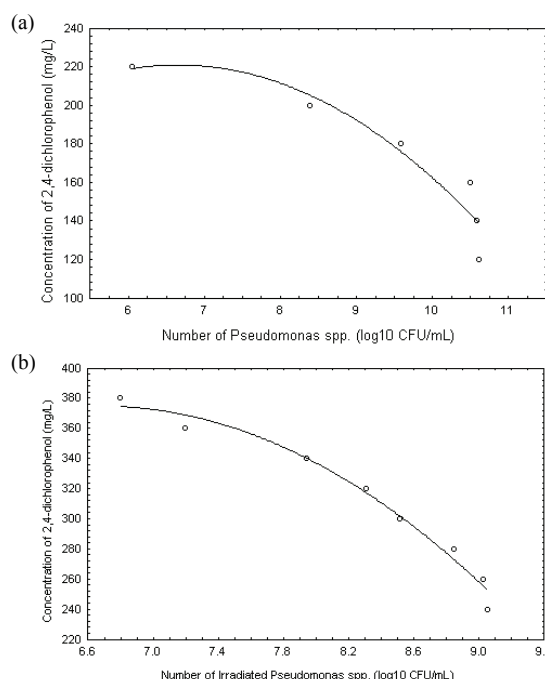 (a)
240
220
200
180
160
140
120
100
Concentration of 2,4-dichlorophenol (mg/L)
6 7 8 9 10 11
Number of Pseudomonas spp. (log10 CFU/mL)
(b)
400
380
360
340
320
300
280
260
240
220
Concentration of 2,4-dichlorophenol (mg/L)
6.6 7.0 7.4 7.8 8.2 8.6 9.0 9.
Number of Irradiated Pseudomonas spp. (log10 CFU/mL)